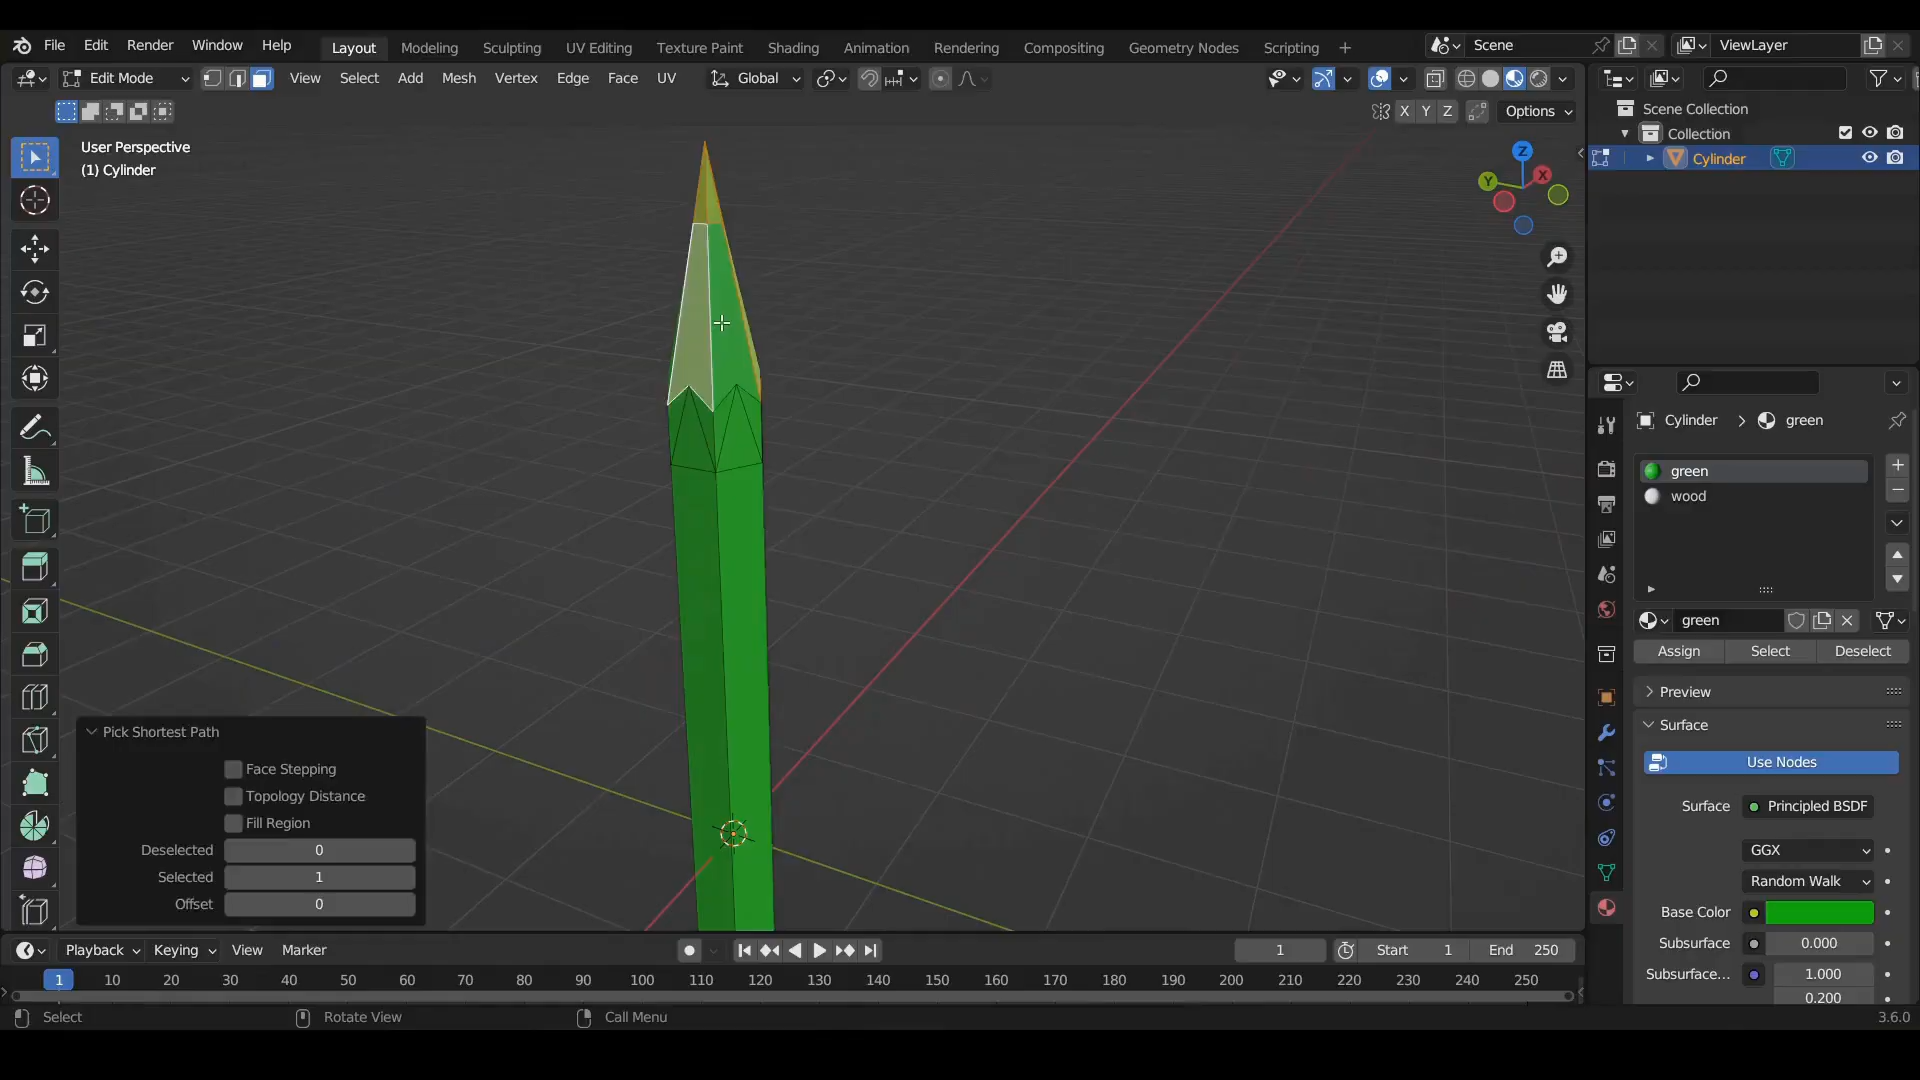 File Edit Render Window Help Layout Modeling Sculpting UV Editing Texture Paint Shading Animation Rendering Compositing Geometry Nodes Scripting + Scene ViewLayer
Edit Mode View Select Add Mesh Vertex Edge Face UV Global
X Y Z Options
User Perspective
(1) Cylinder
Z
Y X
Scene Collection
Collection
Cylinder
Cylinder > green
green
wood
green
Assign Select Deselect
Preview
Surface
Use Nodes
Surface Principled BSDF
GGX
Random Walk
Base Color
Subsurface 0.000
Subsurface... 1.000
0.200
Pick Shortest Path
Face Stepping
Topology Distance
Fill Region
Deselected 0
Selected 1
Offset 0
Playback Keying View Marker 1 Start 1 End 250
1 10 20 30 40 50 60 70 80 90 100 110 120 130 140 150 160 170 180 190 200 210 220 230 240 250
Select Rotate View Call Menu 3.6.0